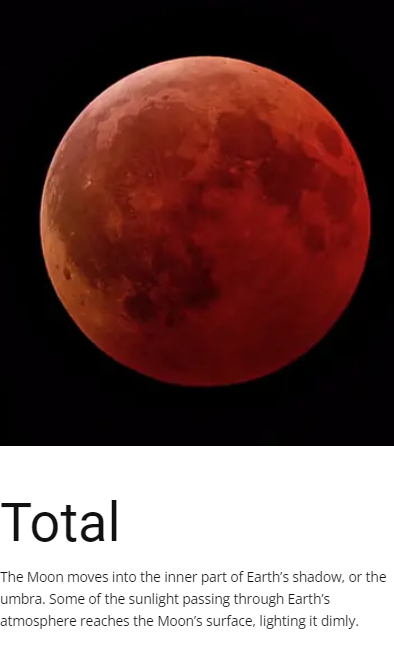 Total
The Moon moves into the inner part of Earth’s shadow, or the
umbra. Some of the sunlight passing through Earth’s
atmosphere reaches the Moon’s surface, lighting it dimly.